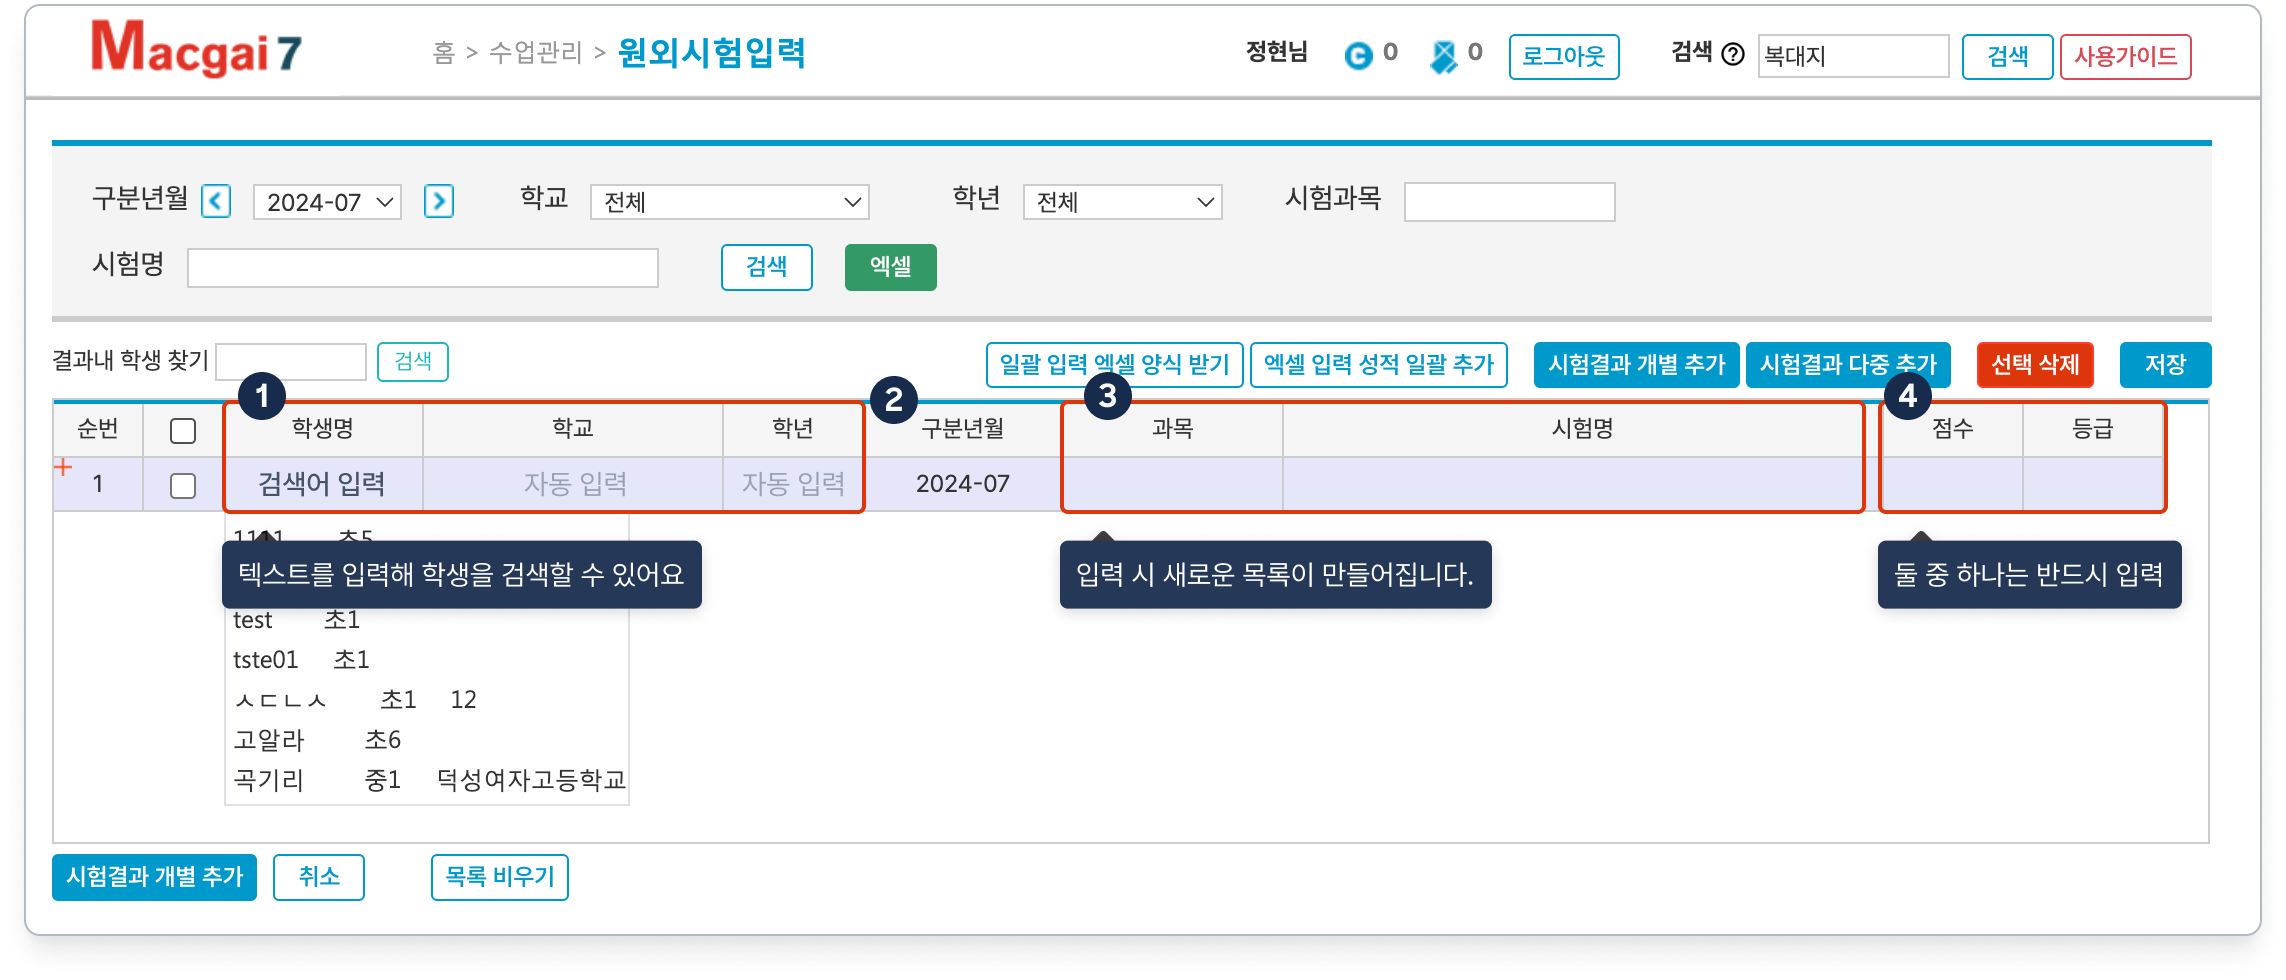 Macgai 7
홈 > 수업관리 > 원외시험입력
정현님 C 0 0 로그아웃 검색 ? 복대지 검색 사용가이드
구분년월 < 2024-07 > 학교 전체 학년 전체 시험과목
시험명 검색 엑셀
결과내 학생 찾기 검색 일괄 입력 엑셀 양식 받기 엑셀 입력 성적 일괄 추가 시험결과 개별 추가 시험결과 다중 추가 선택 삭제 저장
1 2 3 4
순번 학생명 학교 학년 구분년월 과목 시험명 점수 등급
+ 1 검색어 입력 자동 입력 자동 입력 2024-07
1111 초5
텍스트를 입력해 학생을 검색할 수 있어요 입력 시 새로운 목록이 만들어집니다. 둘 중 하나는 반드시 입력
test 초1
tste01 초1
ㅅㄷㄴㅅ 초1 12
고알라 초6
곡기리 중1 덕성여자고등학교
시험결과 개별 추가 취소 목록 비우기